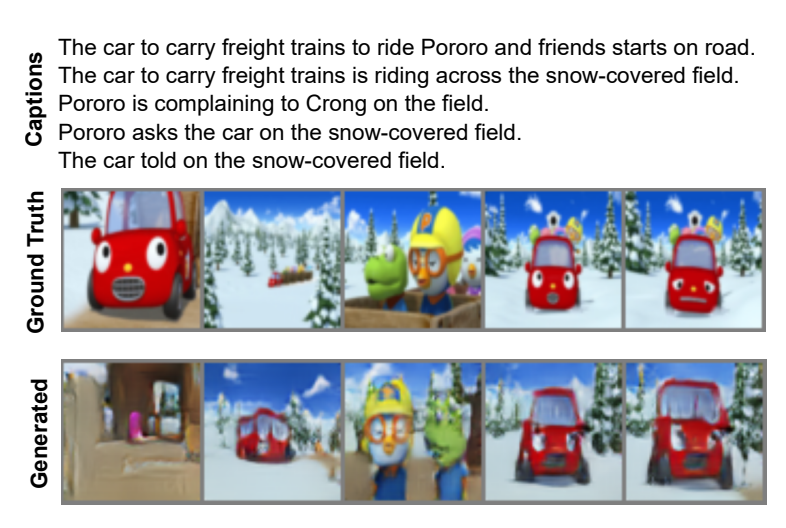 Captions
The car to carry freight trains to ride Pororo and friends starts on road.
The car to carry freight trains is riding across the snow-covered field.
Pororo is complaining to Crong on the field.
Pororo asks the car on the snow-covered field.
The car told on the snow-covered field.
Ground Truth
Generated